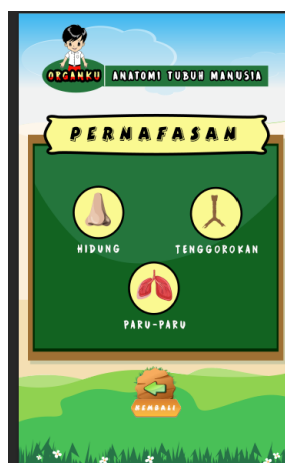 ORGANKU ANATOMI TUBUH MANUSIA
PERNAFASAN
HIDUNG
TENGGOROKAN
PARU-PARU
KEMBALI